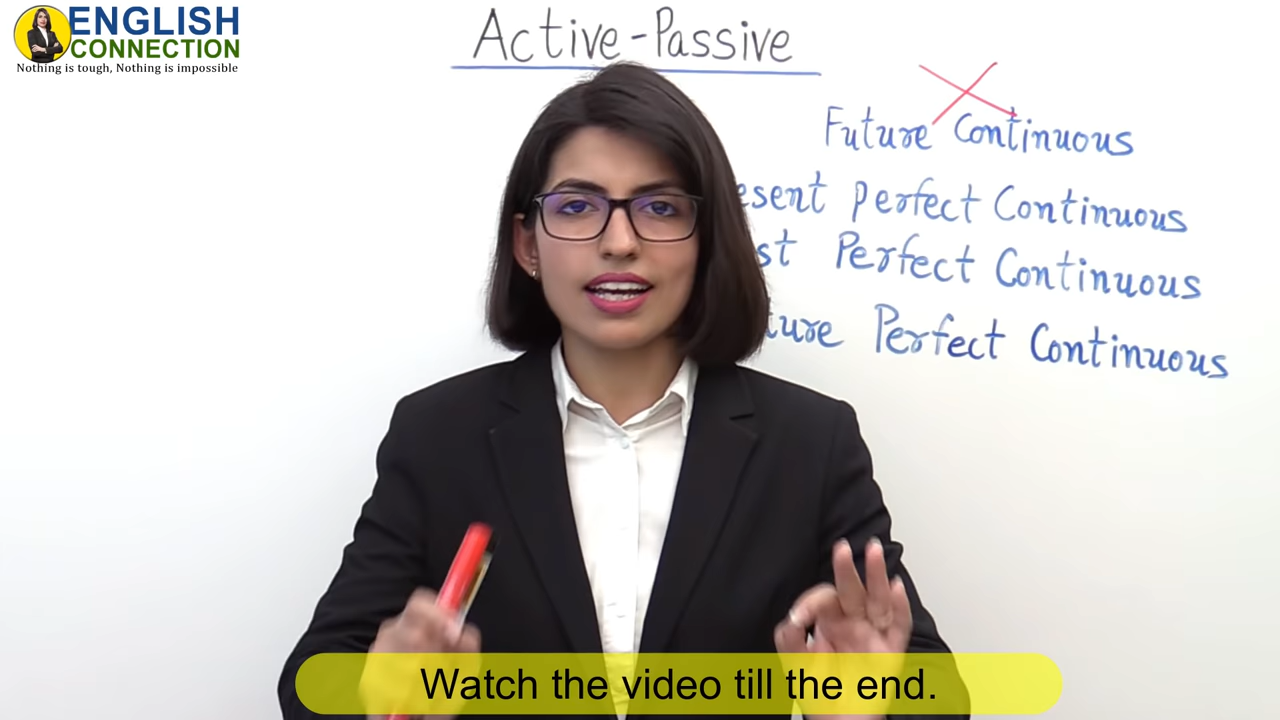 ENGLISH
CONNECTION
Nothing is tough, Nothing is impossible
Active-Passive
Future Continuous
Perfect Continuous
Perfect Continuous
Perfect Continuous
Watch the video till the end.